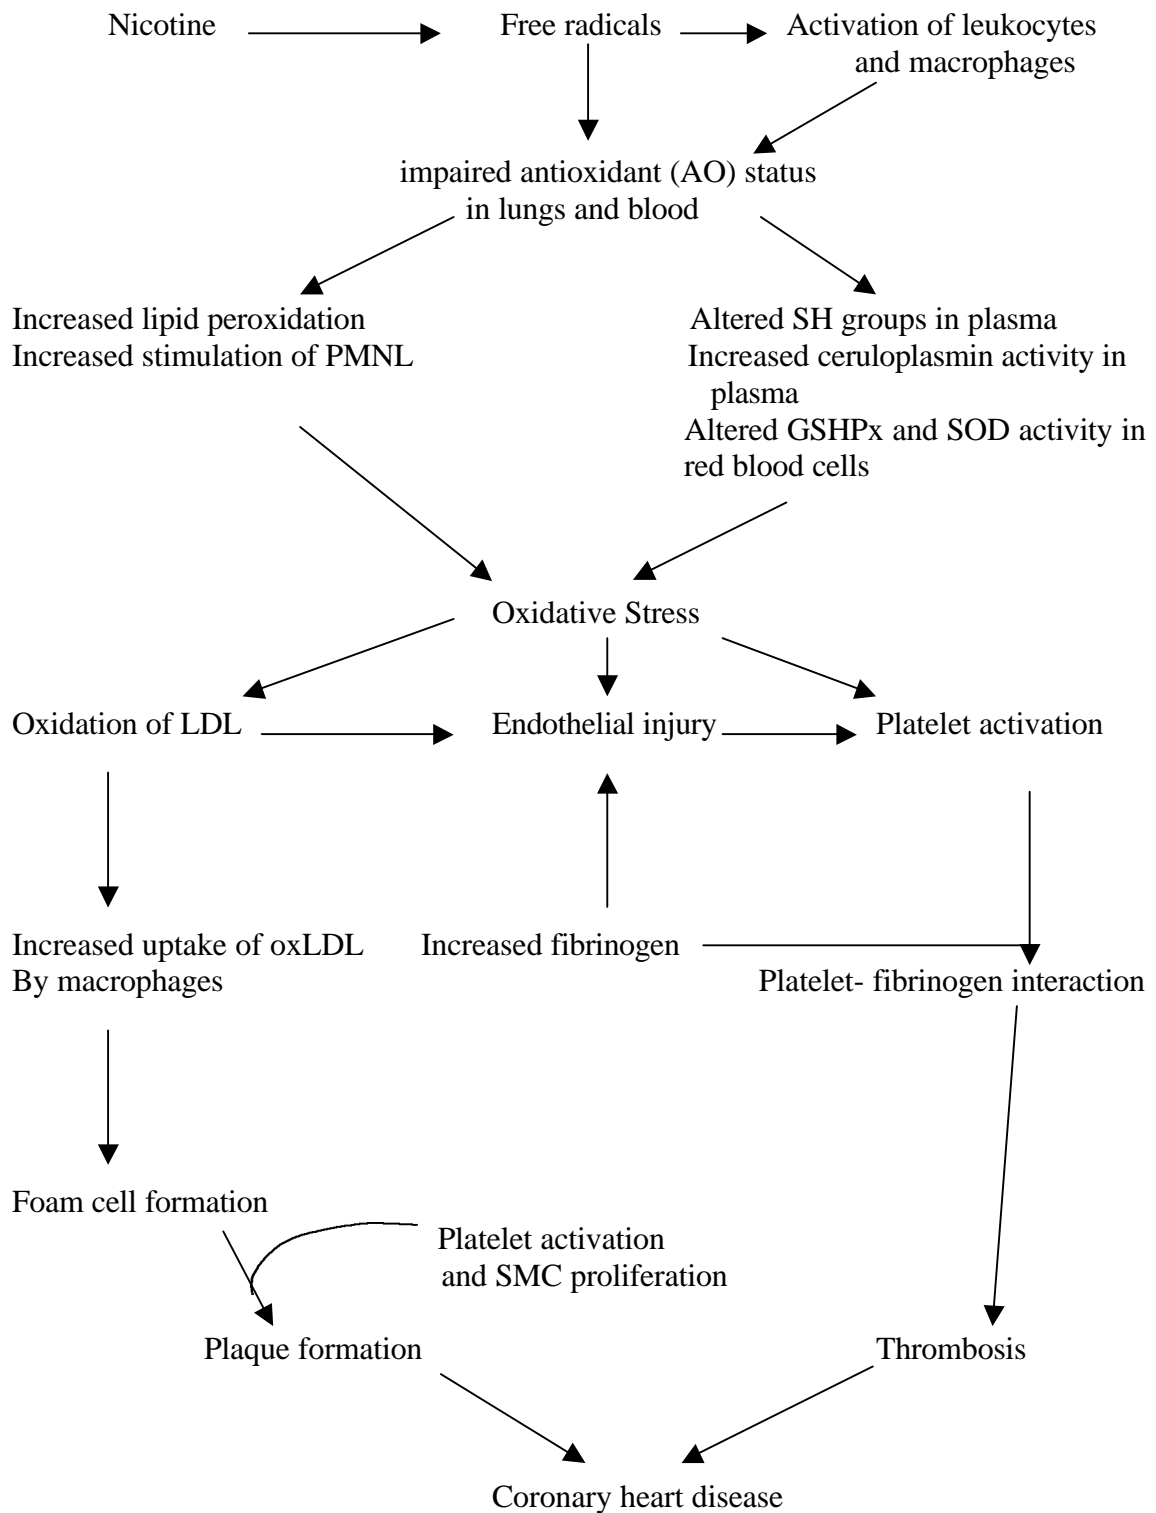 Nicotine
Free radicals
Activation of leukocytes
and macrophages
impaired antioxidant (AO) status
in lungs and blood
Increased lipid peroxidation
Increased stimulation of PMNL
Altered SH groups in plasma
Increased ceruloplasmin activity in
plasma
Altered GSHPx and SOD activity in
red blood cells
Oxidative Stress
Oxidation of LDL
Endothelial injury
Platelet activation
Increased uptake of oxLDL
By macrophages
Increased fibrinogen
Platelet- fibrinogen interaction
Foam cell formation
Platelet activation
and SMC proliferation
Plaque formation
Thrombosis
Coronary heart disease